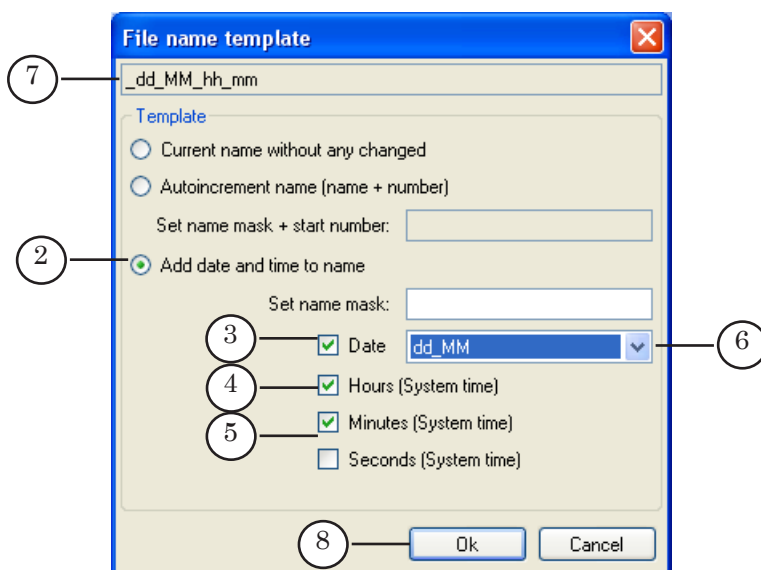 File name template
7
_dd_MM_hh_mm
Template
Current name without any changed
Autoincrement name (name + number)
Set name mask + start number:
2
Add date and time to name
Set name mask:
3
Date
dd_MM
6
4
Hours (System time)
5
Minutes (System time)
Seconds (System time)
8
Ok
Cancel